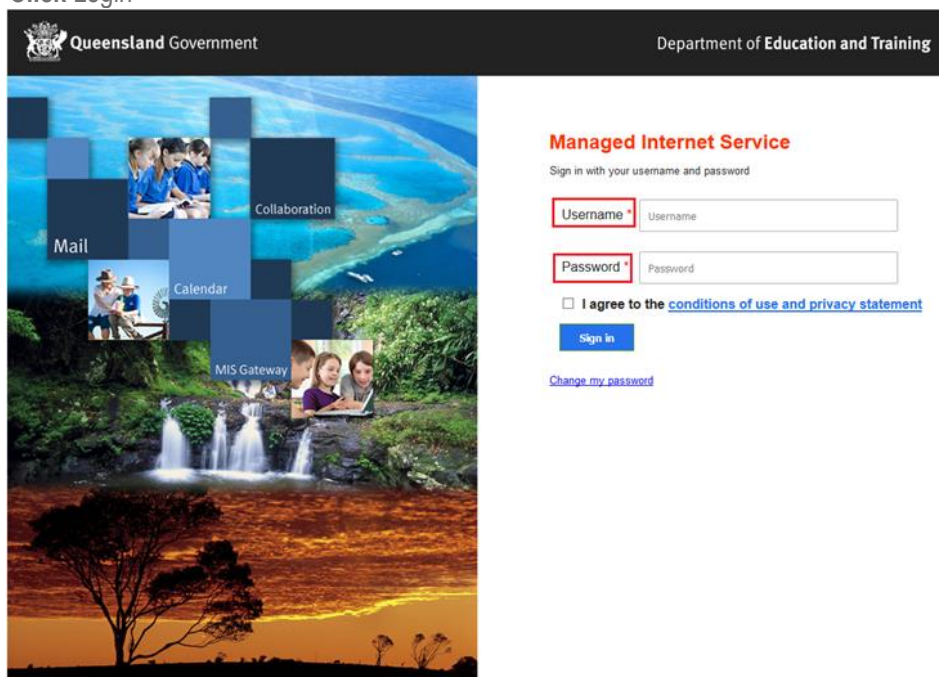 Click Login
Queensland Government
Department of Education and Training
Collaboration
Mail
Calendar
MIS Gateway
Managed Internet Service
Sign in with your username and password
Username * Username
Password * Password
I agree to the conditions of use and privacy statement
Sign in
Change my password